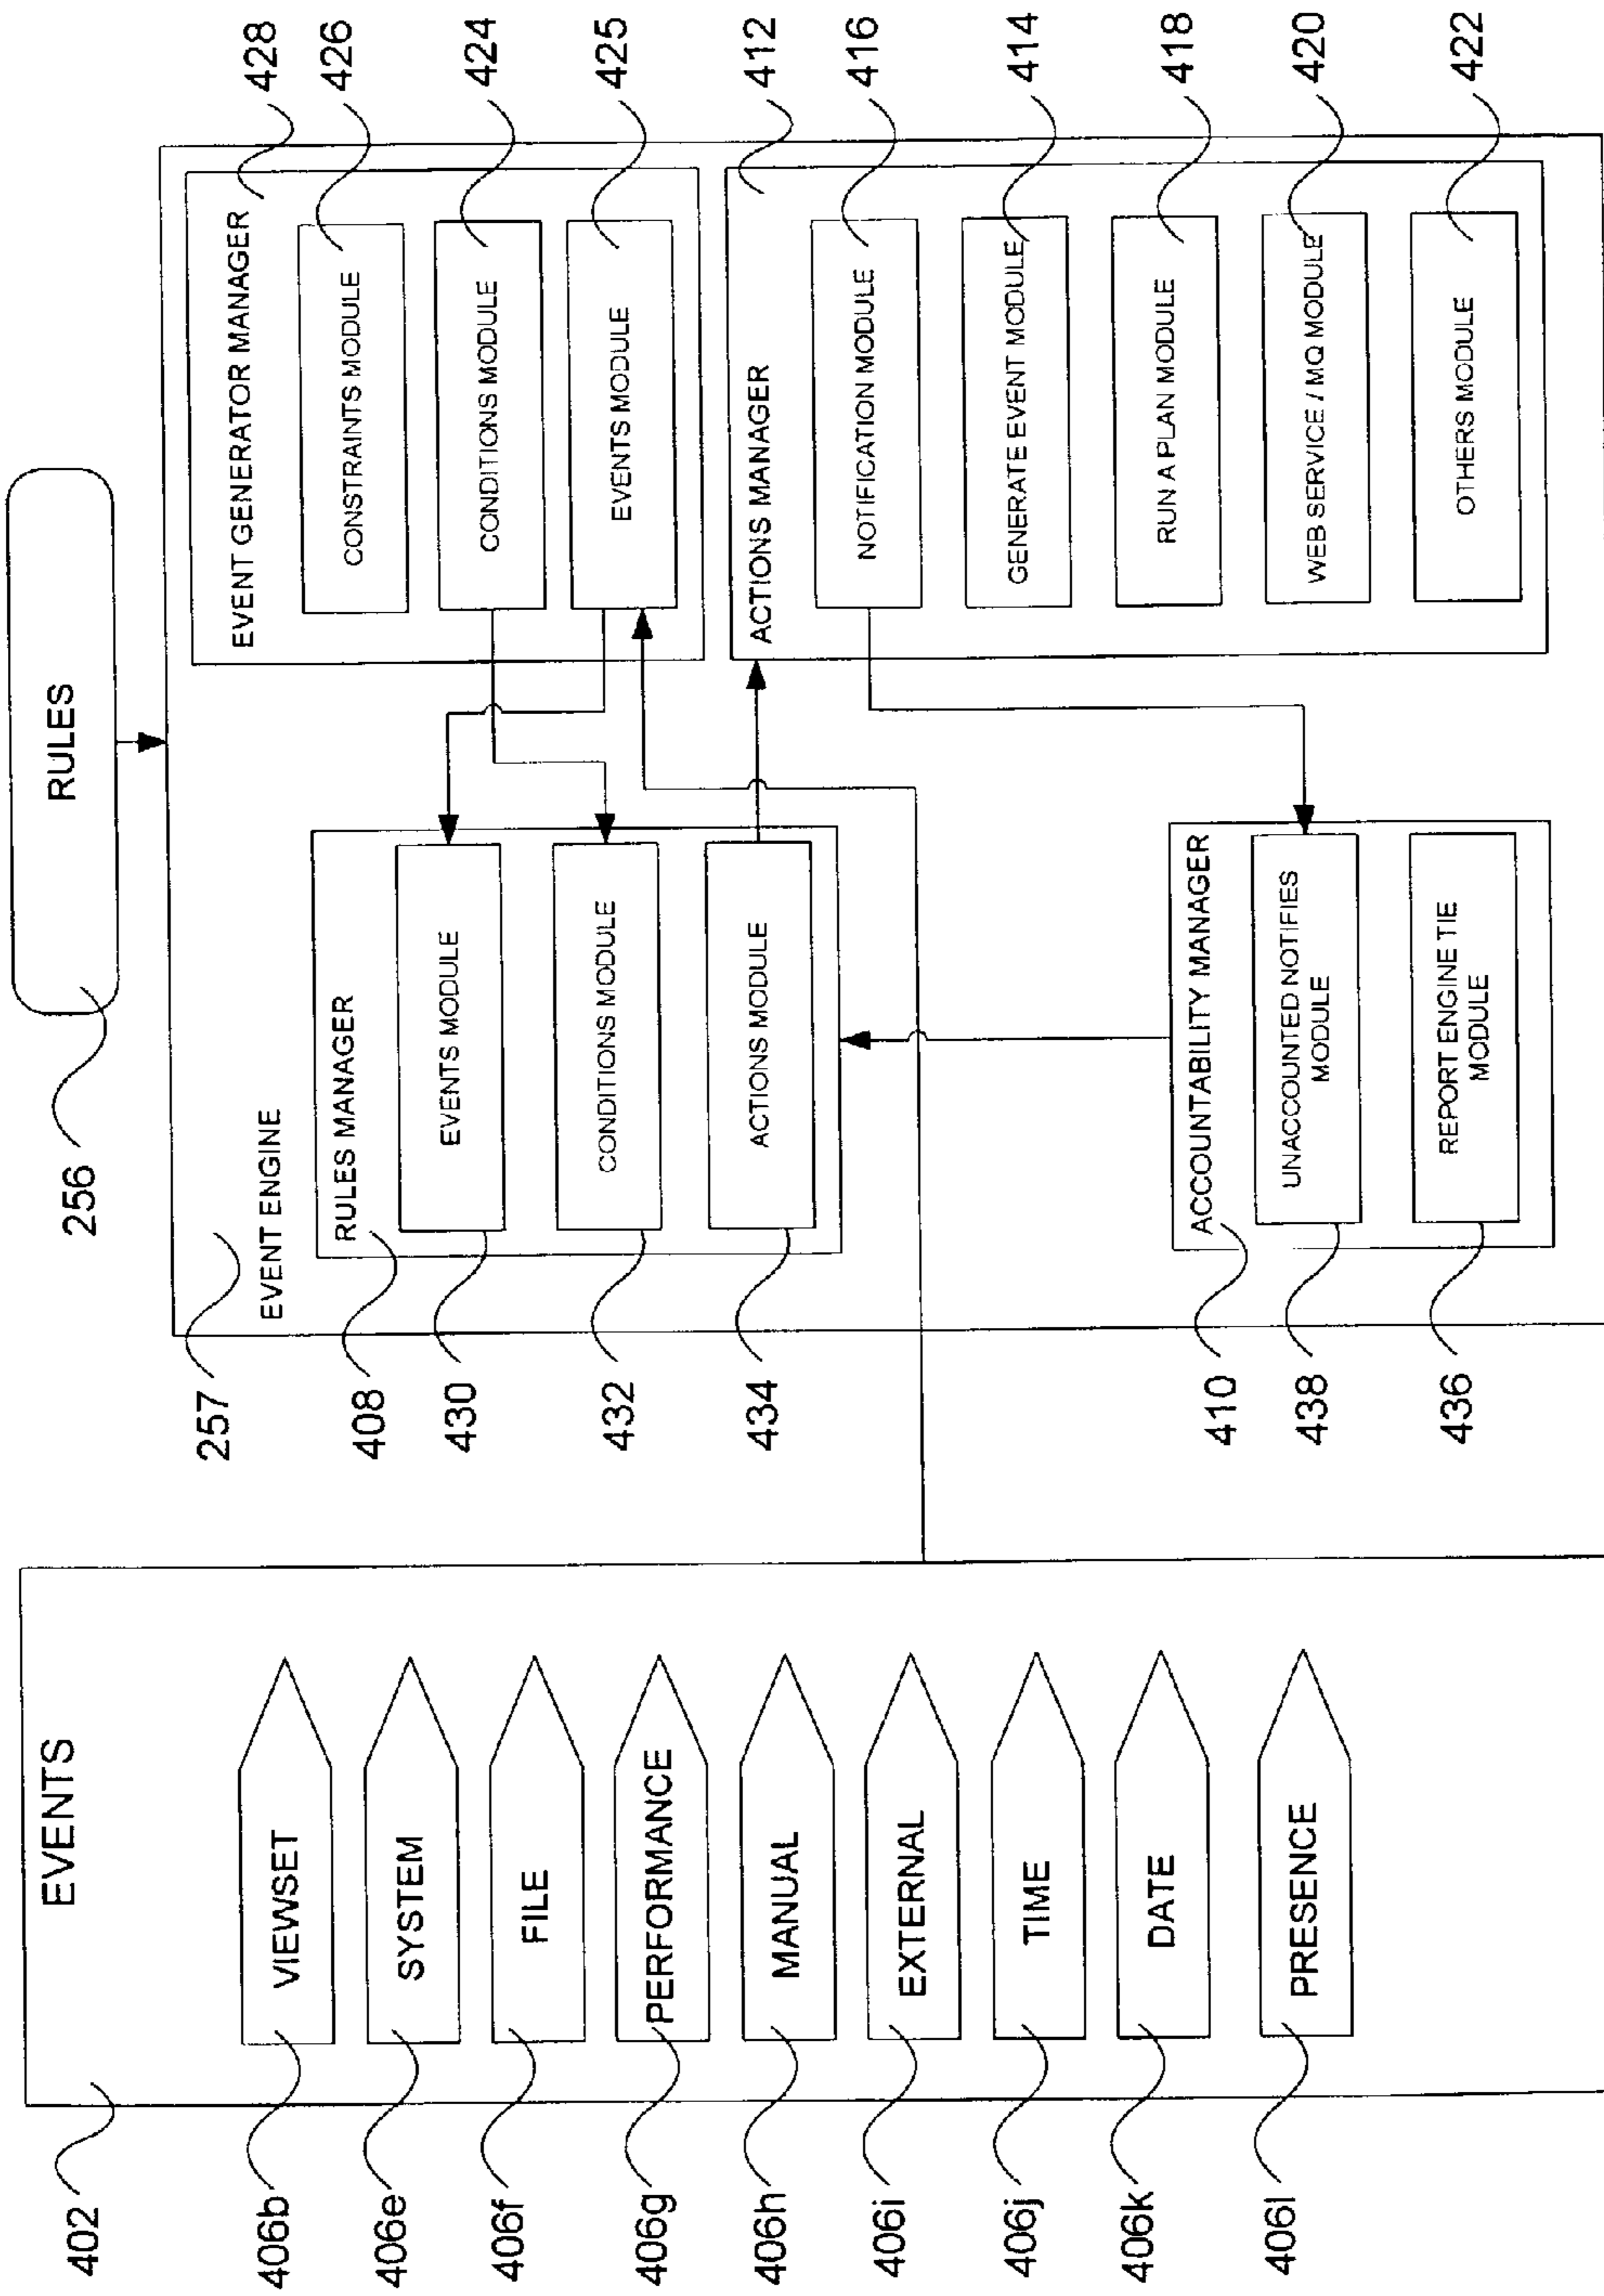 RULES
256
257
EVENT ENGINE
402
EVENTS
406b
VIEWSET
406e
SYSTEM
406f
FILE
406g
PERFORMANCE
406h
MANUAL
406i
EXTERNAL
406j
TIME
406k
DATE
406l
PRESENCE
408
RULES MANAGER
430
EVENTS MODULE
432
CONDITIONS MODULE
434
ACTIONS MODULE
410
ACCOUNTABILITY MANAGER
438
UNACCOUNTED NOTIFIES
MODULE
436
REPORT ENGINE TIE
MODULE
EVENT GENERATOR MANAGER
428
CONSTRAINTS MODULE
426
CONDITIONS MODULE
424
EVENTS MODULE
425
ACTIONS MANAGER
412
NOTIFICATION MODULE
416
GENERATE EVENT MODULE
414
RUN A PLAN MODULE
418
WEB SERVICE / MQ MODULE
420
OTHERS MODULE
422